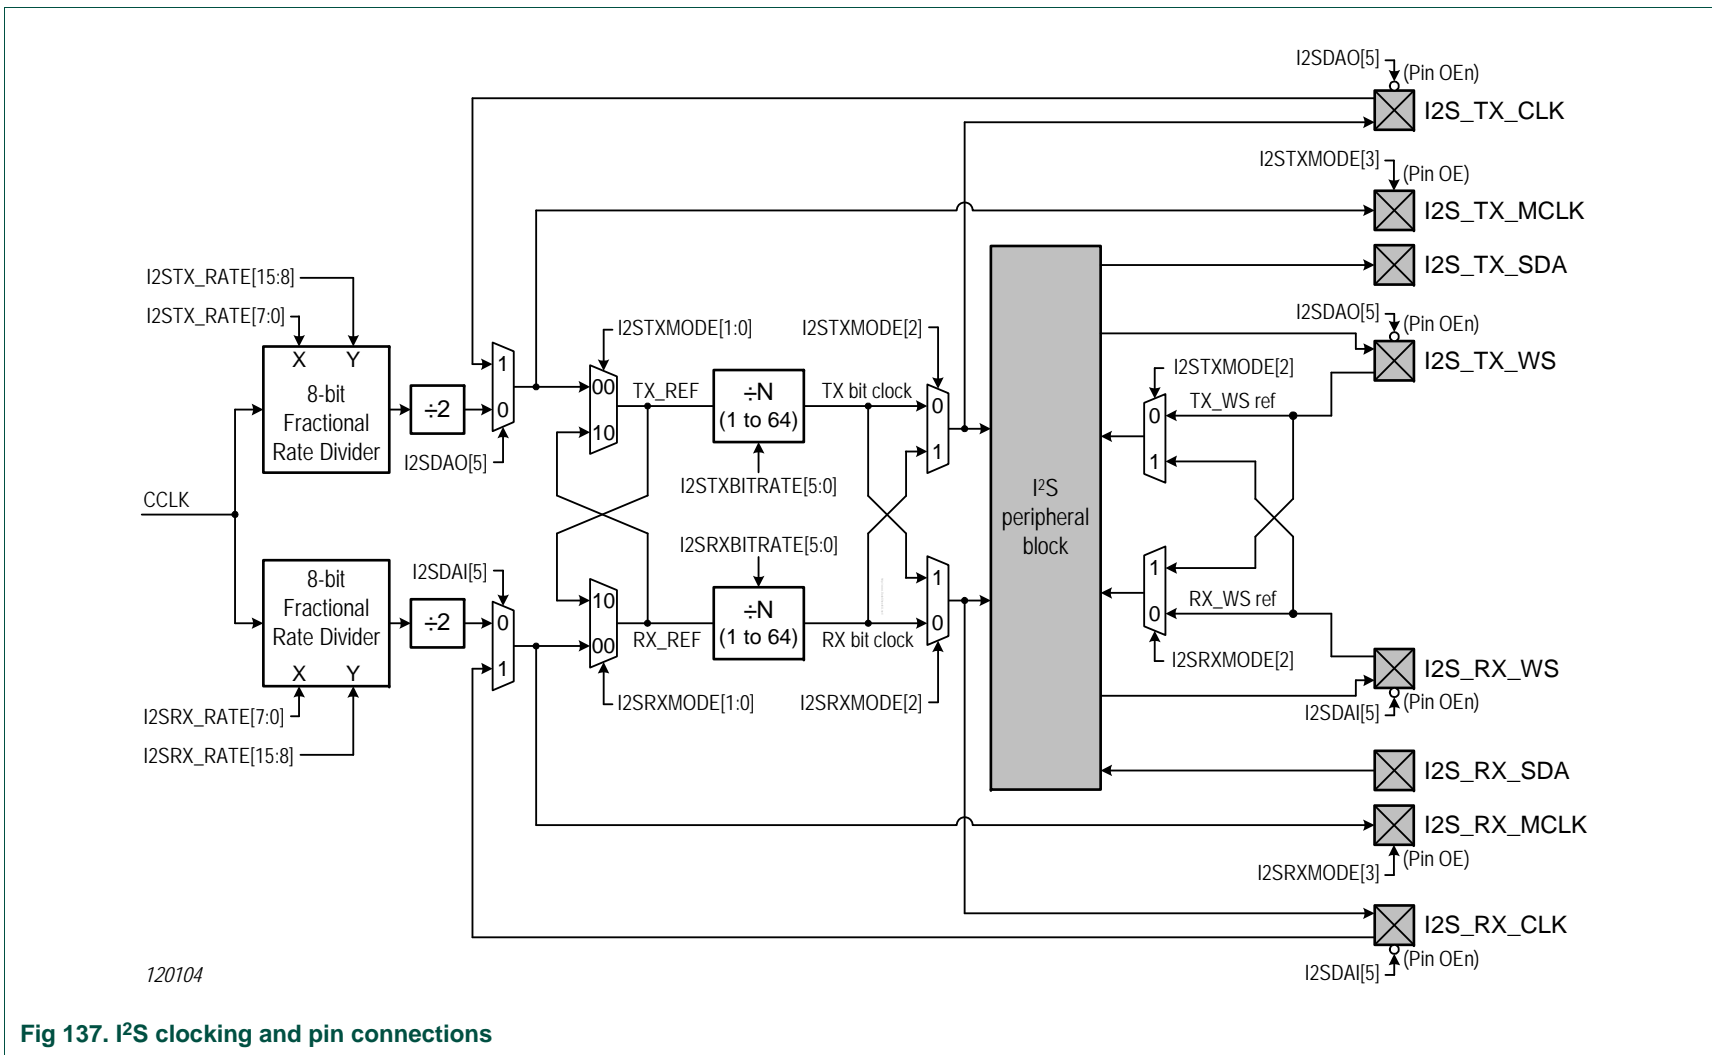 I2SDAO[5]
(Pin OEn)
I2S_TX_CLK
I2STXMODE[3]
(Pin OE)
I2S_TX_MCLK
I2S_TX_SDA
I2STX_RATE[15:8]
I2STX_RATE[7:0]
I2SDAO[5]
(Pin OEn)
I2S_TX_WS
I2STXMODE[1:0]
I2STXMODE[2]
I2STXMODE[2]
X Y
8-bit
Fractional
Rate Divider
÷2
1
0
I2SDAO[5]
00
10
TX_REF
÷N
(1 to 64)
I2STXBITRATE[5:0]
TX bit clock
0
1
TX_WS ref
0
1
CCLK
I2S
peripheral
block
I2SRXBITRATE[5:0]
8-bit
Fractional
Rate Divider
X Y
I2SDAI[5]
÷2
0
1
10
00
RX_REF
÷N
(1 to 64)
RX bit clock
1
0
1
0
RX_WS ref
I2SRXMODE[2]
I2SRXMODE[1:0]
I2SRXMODE[2]
I2S_RX_WS
(Pin OEn)
I2SDAI[5]
I2SRX_RATE[7:0]
I2SRX_RATE[15:8]
I2S_RX_SDA
I2S_RX_MCLK
(Pin OE)
I2SRXMODE[3]
I2S_RX_CLK
(Pin OEn)
I2SDAI[5]
120104
Fig 137. I2S clocking and pin connections